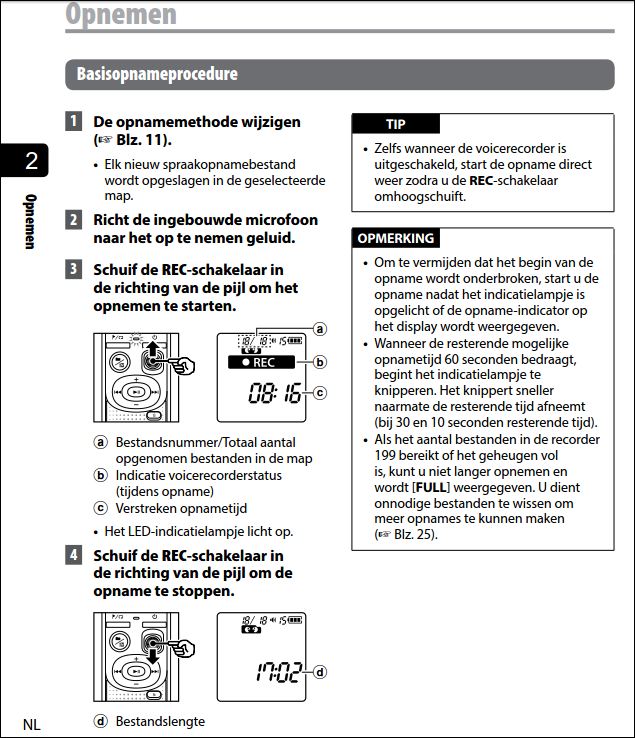 Opnemen
Basisopnameprocedure
1 De opnamemethode wijzigen
(☞ Blz. 11).
• Elk nieuw spraakopnamebestand
wordt opgeslagen in de geselecteerde
map.
2 Richt de ingebouwde microfoon
naar het op te nemen geluid.
3 Schuif de REC-schakelaar in
de richting van de pijl om het
opnemen te starten.
18/18 15
REC
08:16
a
b
c
a Bestandsnummer/Totaal aantal
opgenomen bestanden in de map
b Indicatie voicerecorderstatus
(tijdens opname)
c Verstreken opnametijd
• Het LED-indicatielampje licht op.
4 Schuif de REC-schakelaar in
de richting van de pijl om de
opname te stoppen.
18/18 15
17:02
d
d Bestandslengte
TIP
• Zelfs wanneer de voicerecorder is
uitgeschakeld, start de opname direct
weer zodra u de REC-schakelaar
omhoogschuift.
OPMERKING
• Om te vermijden dat het begin van de
opname wordt onderbroken, start u de
opname nadat het indicatielampje is
opgelicht of de opname-indicator op
het display wordt weergegeven.
• Wanneer de resterende mogelijke
opnametijd 60 seconden bedraagt,
begint het indicatielampje te
knipperen. Het knippert sneller
naarmate de resterende tijd afneemt
(bij 30 en 10 seconden resterende tijd).
• Als het aantal bestanden in de recorder
199 bereikt of het geheugen vol
is, kunt u niet langer opnemen en
wordt [FULL] weergegeven. U dient
onnodige bestanden te wissen om
meer opnames te kunnen maken
(☞ Blz. 25).
2
Opnemen
NL